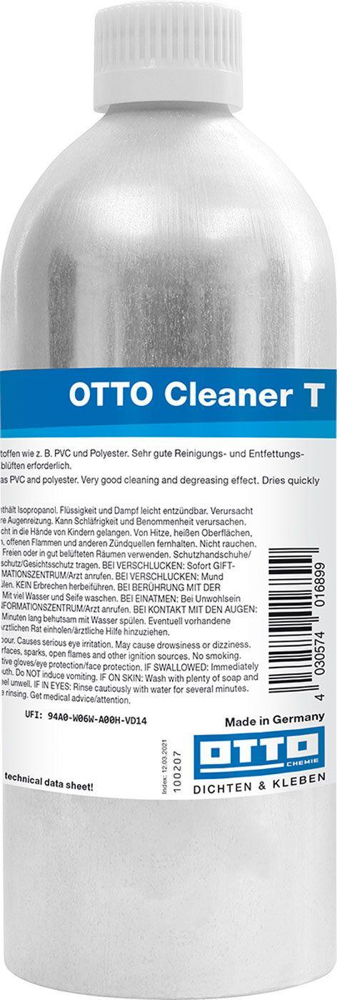 OTTO Cleaner T
toffen wie z. B. PVC und Polyester. Sehr gute Reinigungs- und Entfettungs-
blüften erforderlich.
as PVC and polyester. Very good cleaning and degreasing effect. Dries quickly
nthält Isopropanol. Flüssigkeit und Dampf leicht entzündbar. Verursacht
re Augenreizung. Kann Schläfrigkeit und Benommenheit verursachen.
cht in die Hände von Kindern gelangen. Von Hitze, heißen Oberflächen,
n, offenen Flammen und anderen Zündquellen fernhalten. Nicht rauchen.
Freien oder in gut belüfteten Räumen verwenden. Schutzhandschuhe/
schutz/Gesichtsschutz tragen. BEI VERSCHLUCKEN: Sofort GIFT-
MATIONSZENTRUM/Arzt anrufen. BEI VERSCHLUCKEN: Mund
ülen. KEIN Erbrechen herbeiführen. BEI BERÜHRUNG MIT DER
Mit viel Wasser und Seife waschen. BEI EINATMEN: Bei Unwohlsein
NFORMATIONSZENTRUM/Arzt anrufen. BEI KONTAKT MIT DEN AUGEN:
Minuten lang behutsam mit Wasser spülen. Eventuell vorhandene
ärztlichen Rat einholen/ärztliche Hilfe hinzuziehen.
pour. Causes serious eye irritation. May cause drowsiness or dizziness.
rfaces, sparks, open flames and other ignition sources. No smoking.
tive gloves/eye protection/face protection. IF SWALLOWED: Immediately
outh. Do NOT induce vomiting. IF ON SKIN: Wash with plenty of soap and
eel unwell. IF IN EYES: Rinse cautiously with water for several minutes.
e rinsing. Get medical advice/attention.
4 030574 016899
UFI: 94A0-W06W-A00H-VD14
Made in Germany
Index: 12.03.2021
100207
OTTO
CHEMIE
DICHTEN & KLEBEN
technical data sheet!